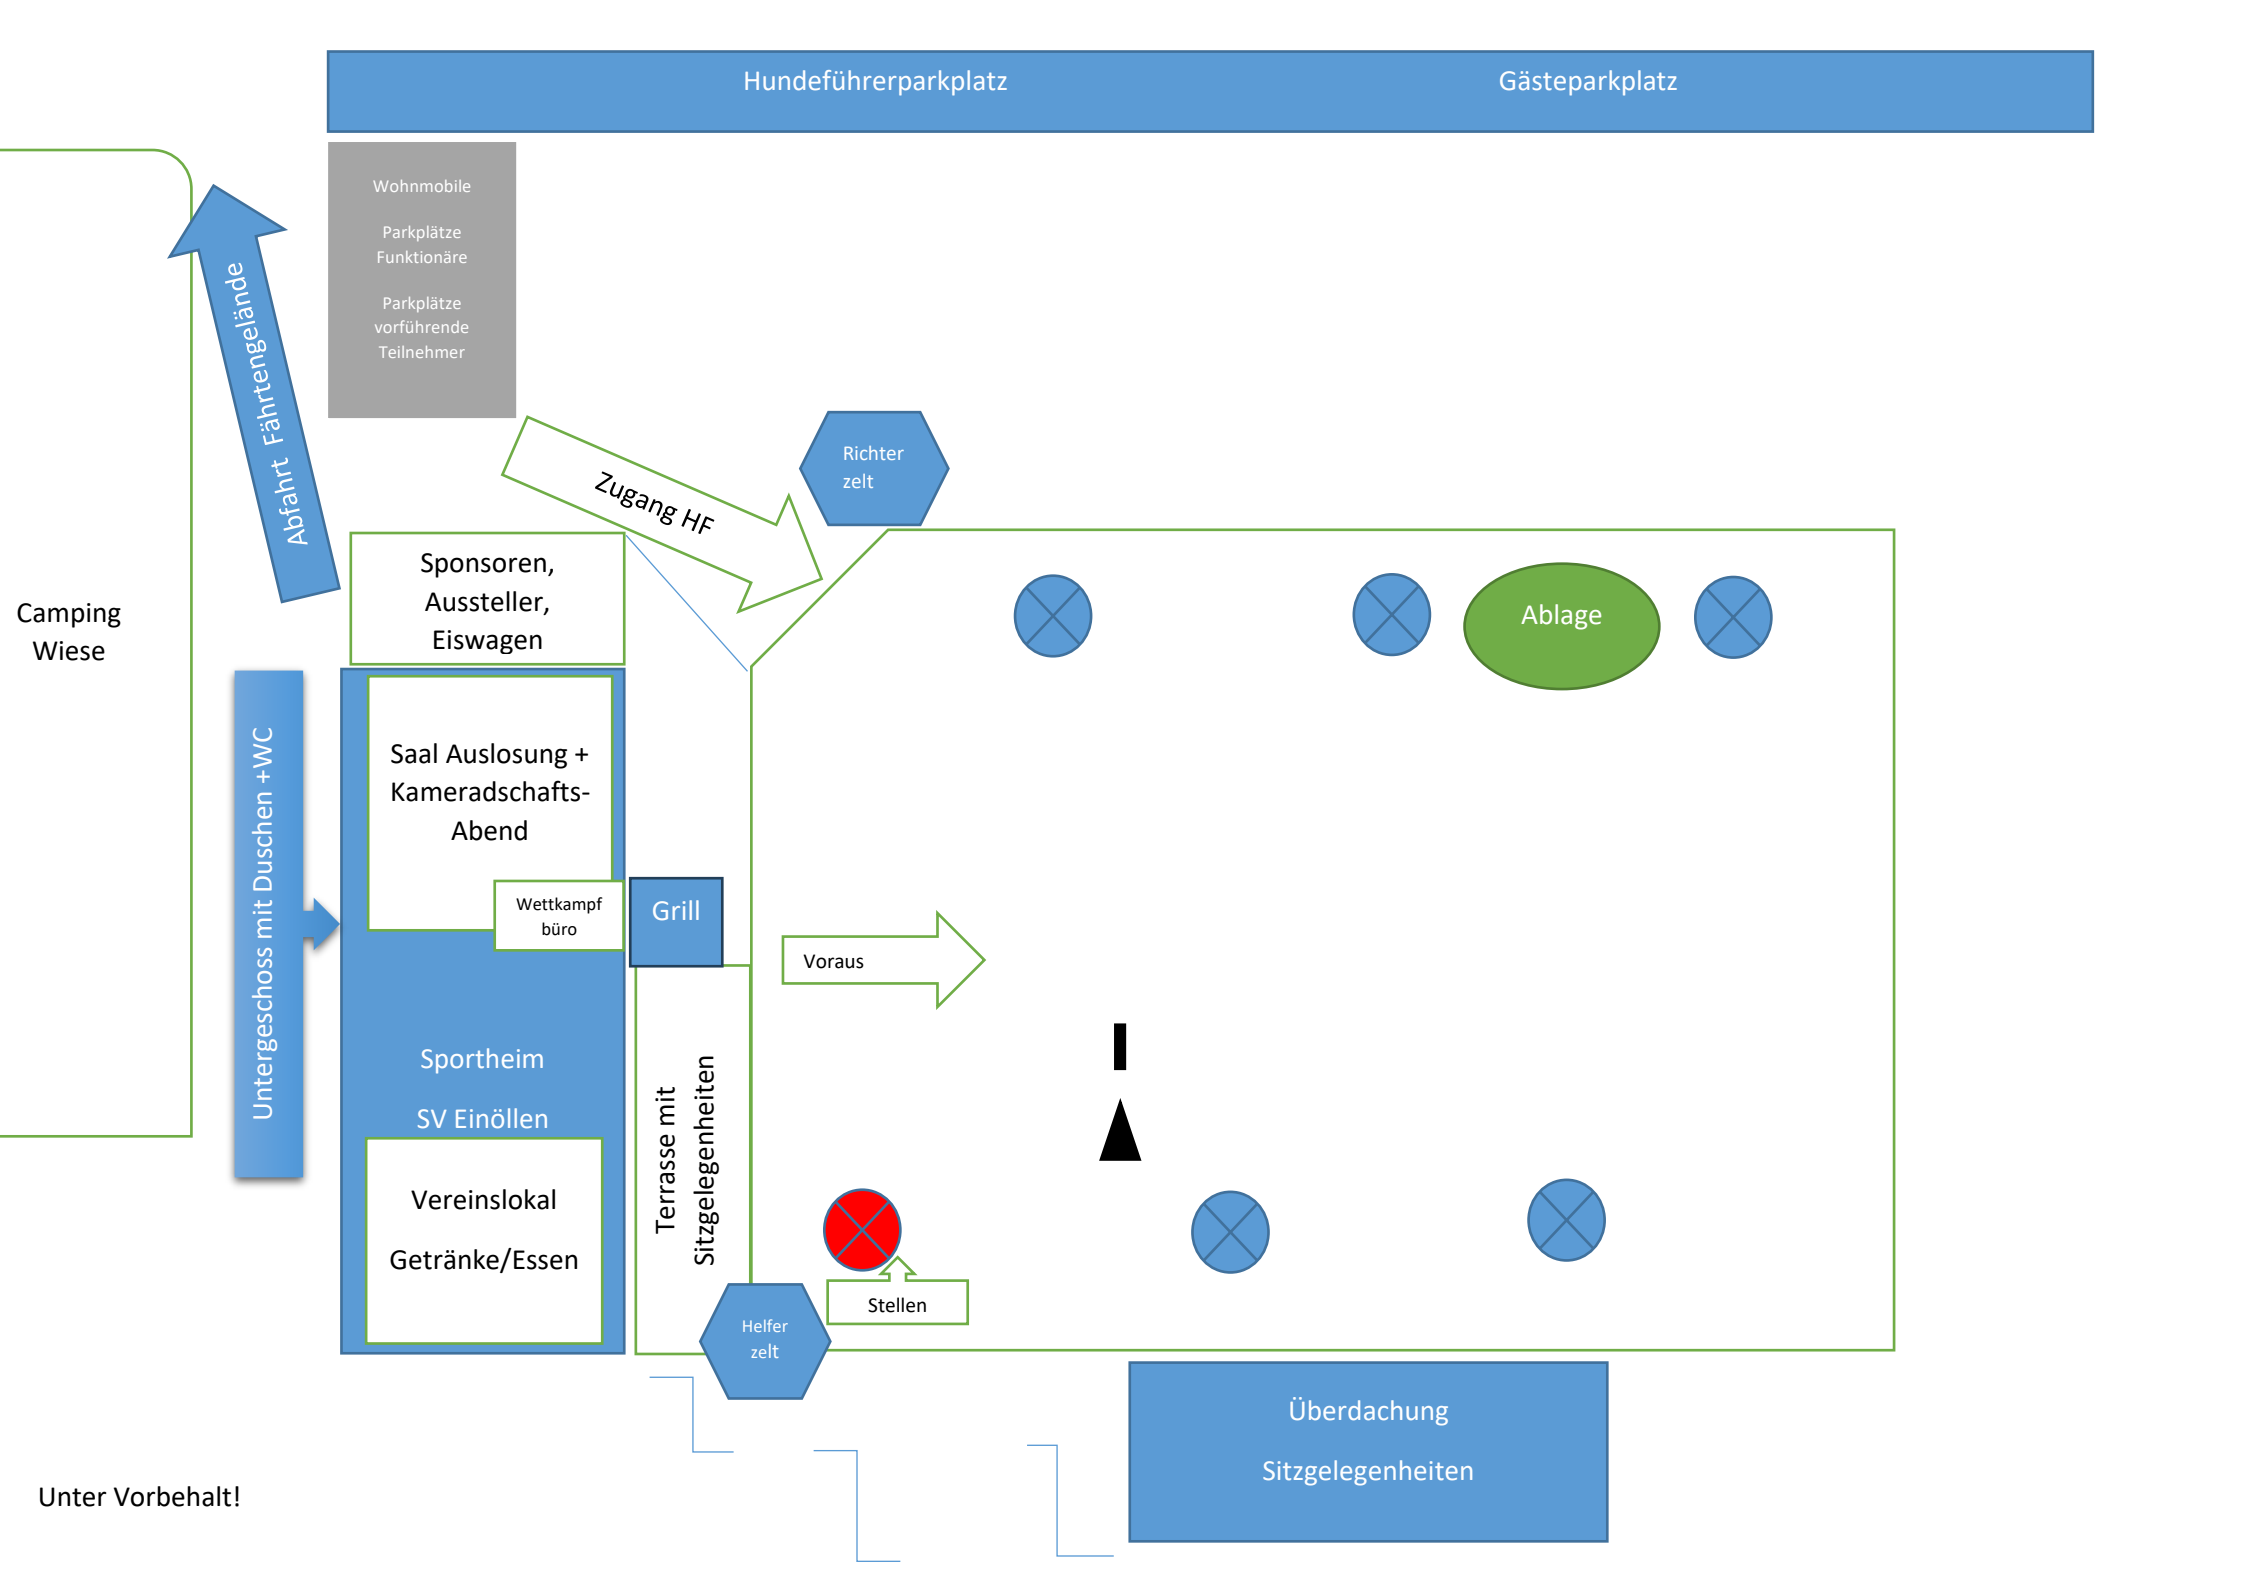 Hundeführerparkplatz
Gästeparkplatz
Wohnmobile
Parkplätze
Funktionäre
Parkplätze
vorführende
Teilnehmer
Abfahrt Fährtengelände
Richter
zelt
Zugang HF
Sponsoren,
Aussteller,
Eiswagen
Camping
Wiese
Ablage
Untergeschoss mit Duschen +WC
Saal Auslosung +
Kameradschafts-
Abend
Wettkampf
büro
Grill
Voraus
Sportheim
SV Einöllen
Terrasse mit
Sitzgelegenheiten
Vereinslokal
Getränke/Essen
Stellen
Helfer
zelt
Überdachung
Sitzgelegenheiten
Unter Vorbehalt!